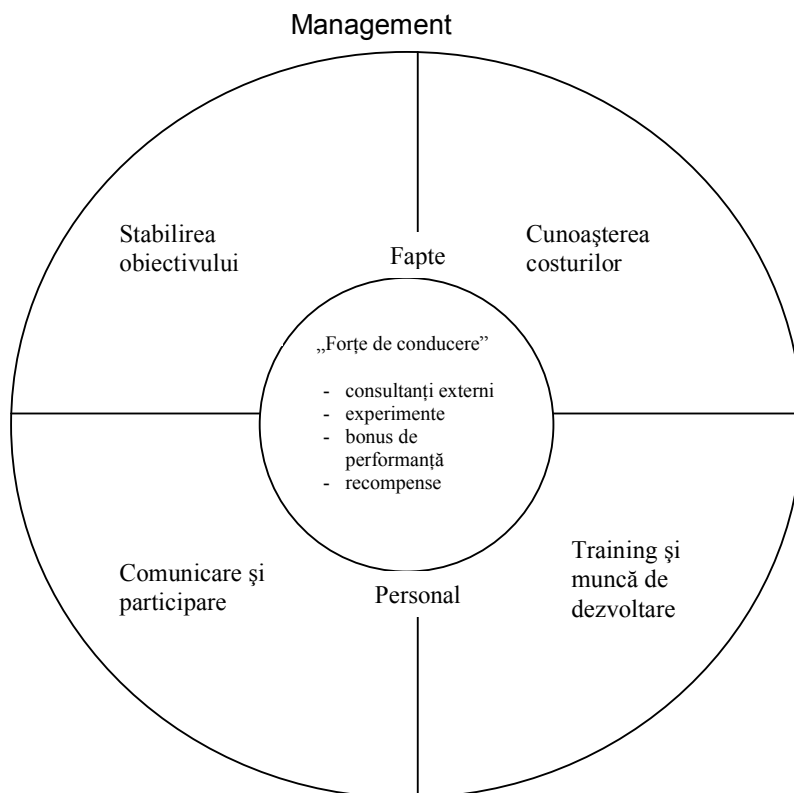 Management
Stabilirea
obiectivului
Fapte
Cunoaşterea
costurilor
„Forțe de conducere”
- consultanți externi
- experimente
- bonus de
performanță
- recompense
Comunicare şi
participare
Personal
Training şi
muncă de
dezvoltare